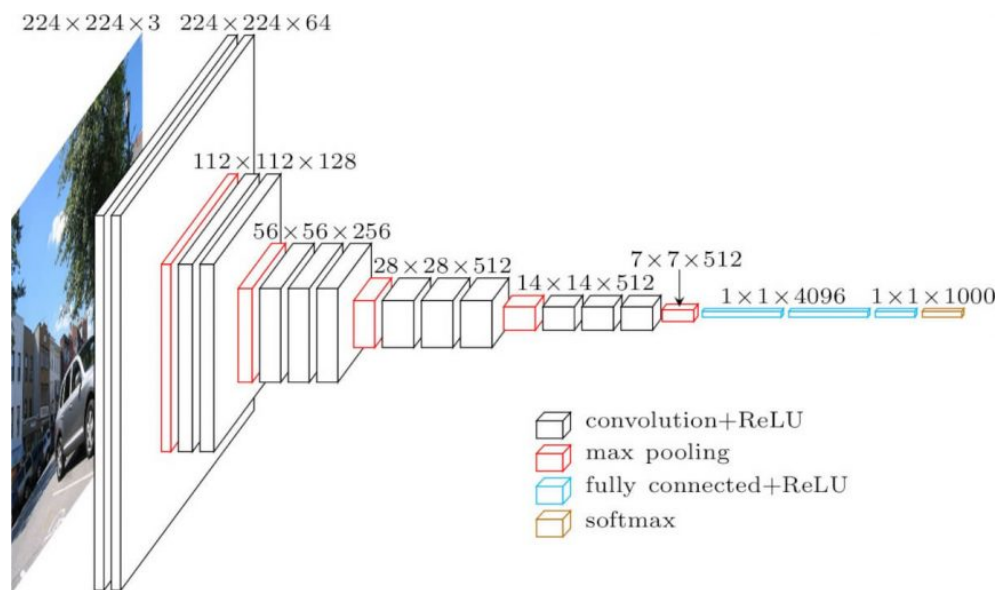 224×224×3
224×224×64
112×112×128
56×56×256
28×28×512
14×14×512
7×7×512
1×1×4096
1×1×1000
convolution+ReLU
max pooling
fully connected+ReLU
softmax